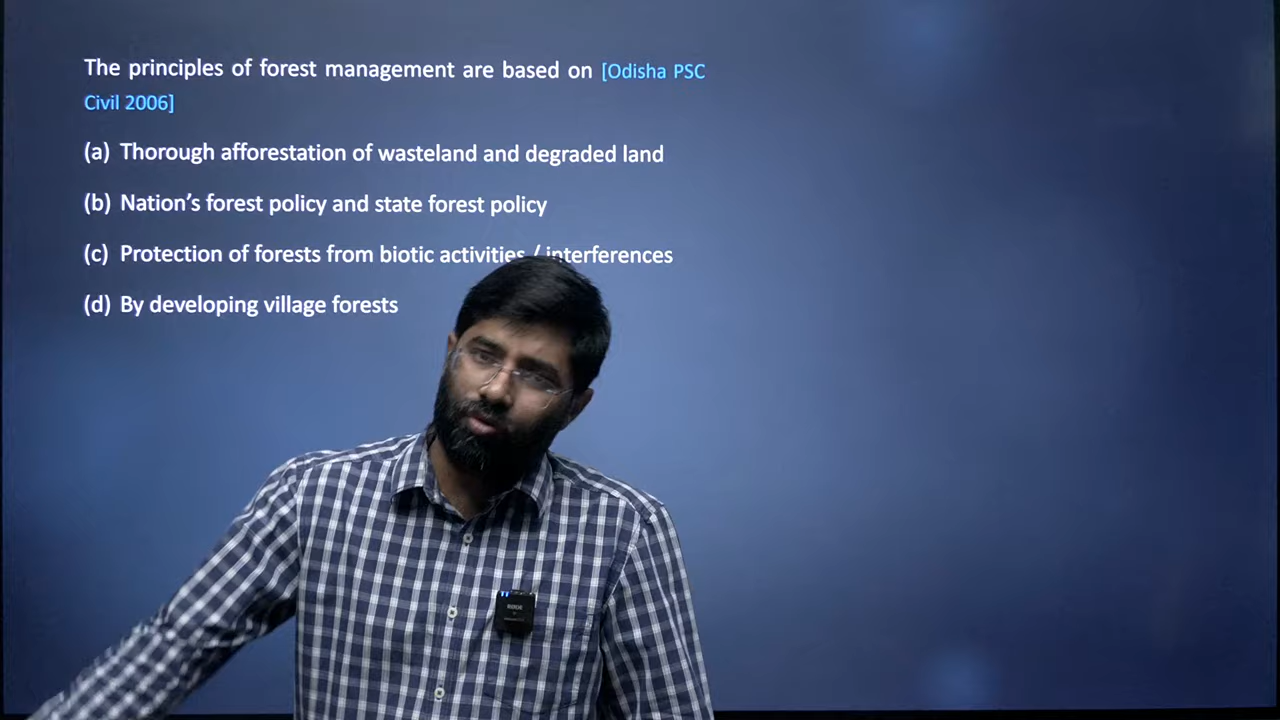 The principles of forest management are based on [Odisha PSC
Civil 2006]
(a) Thorough afforestation of wasteland and degraded land
(b) Nation’s forest policy and state forest policy
(c) Protection of forests from biotic activities / interferences
(d) By developing village forests
RØDE